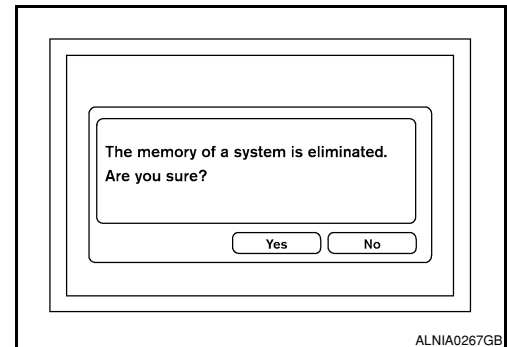 The memory of a system is eliminated.
Are you sure?
Yes No
ALNIA0267GB